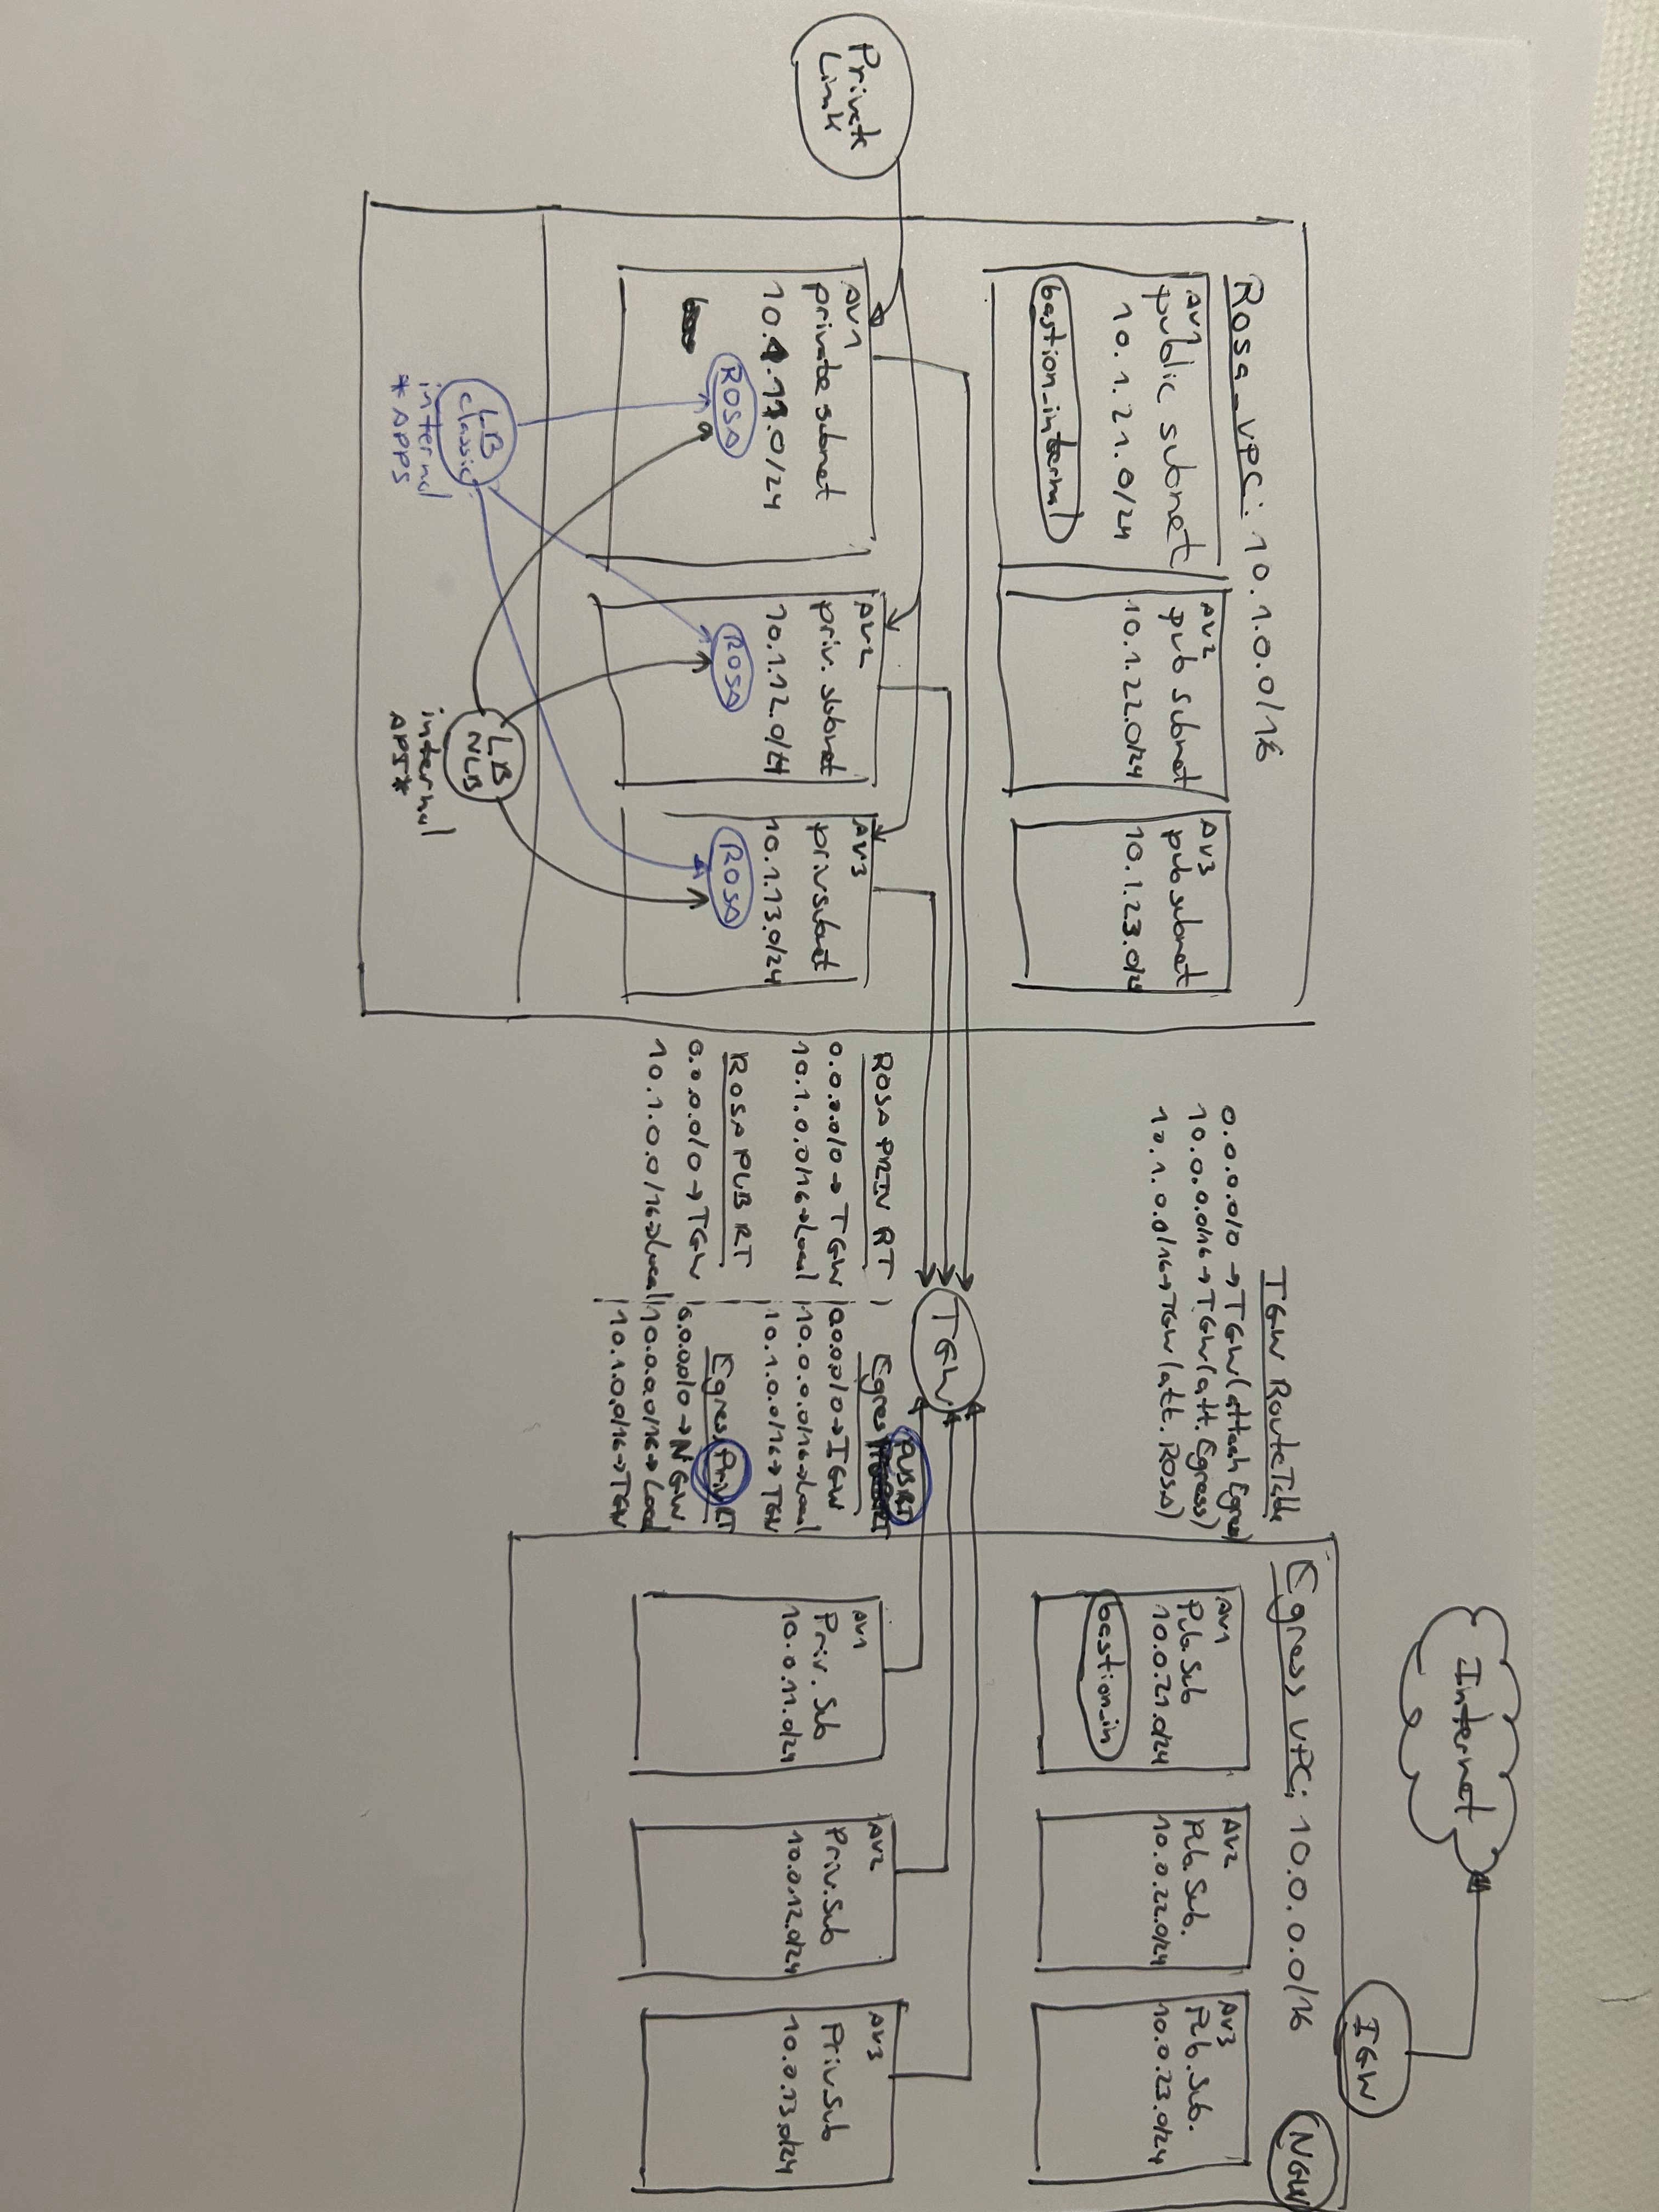 Private
Link
Rosa_VPC: 10.1.0.0/16
AV1
public subnet
10.1.21.0/24
bastion_internal
AV2
pub subnet
10.1.22.0/24
AV3
pub subnet
10.1.23.0/24
AV1
private subnet
10.1.11.0/24
ROSA
AV2
priv. subnet
10.1.12.0/24
ROSA
AV3
priv subnet
10.1.13.0/24
ROSA
LB
classic
internal
*APPS
LB
NLB
internal
API*
TGW Route Table
0.0.0.0/0 → TGW (attach Egress)
10.0.0.0/16 → TGW (att. Egress)
10.1.0.0/16 → TGW (att. ROSA)
TGW
ROSA PRIV RT
0.0.0.0/0 → TGW
10.1.0.0/16 → Local
ROSA PUB RT
0.0.0.0/0 → TGW
10.1.0.0/16 → Local
Egress PUB RT
0.0.0.0/0 → IGW
10.0.0.0/16 → Local
10.1.0.0/16 → TGW
Egress Priv RT
0.0.0.0/0 → NGW
10.0.0.0/16 → Local
10.1.0.0/16 → TGW
Internet
IGW
NGW
Egress VPC: 10.0.0.0/16
AV1
Pub. Sub
10.0.21.0/24
bastion_in
AV2
Pub. Sub.
10.0.22.0/24
AV3
Pub. Sub.
10.0.23.0/24
AV1
Priv. Sub
10.0.11.0/24
AV2
Priv. Sub
10.0.12.0/24
AV3
Priv. Sub
10.0.13.0/24